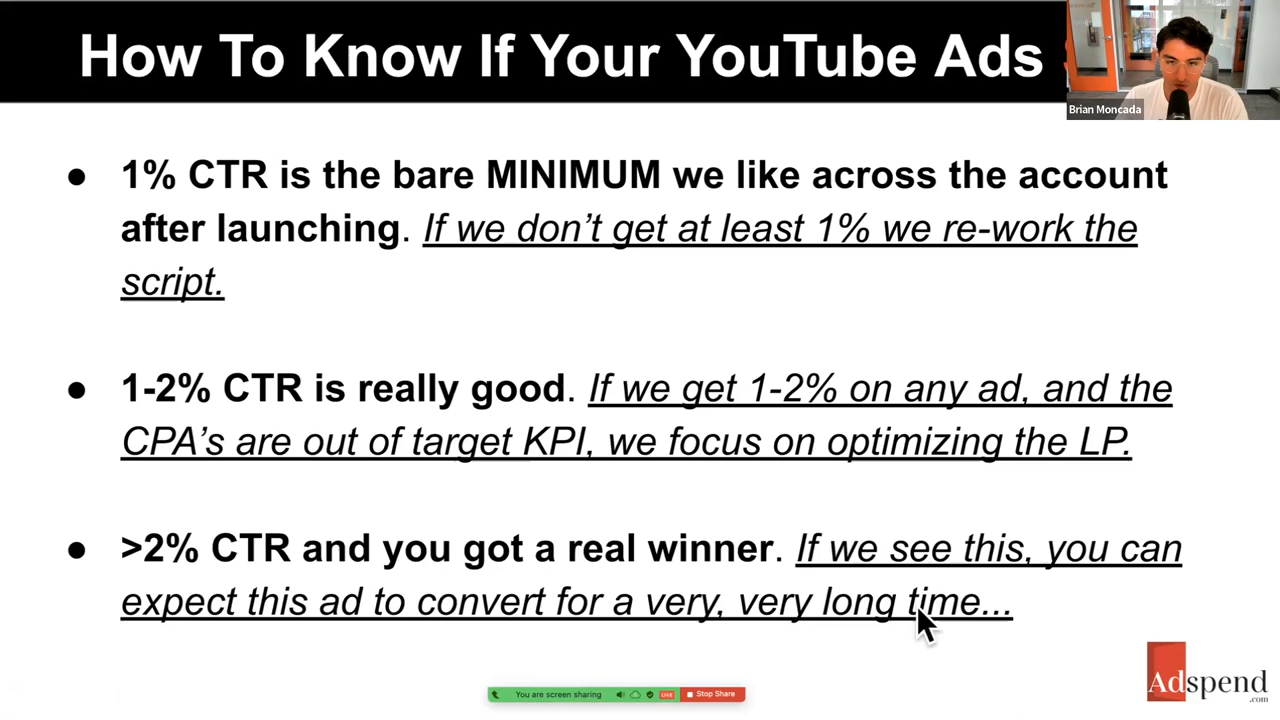 How To Know If Your YouTube Ads
Brian Moncada
● 1% CTR is the bare MINIMUM we like across the account
after launching. If we don’t get at least 1% we re-work the
script.
● 1-2% CTR is really good. If we get 1-2% on any ad, and the
CPA’s are out of target KPI, we focus on optimizing the LP.
● >2% CTR and you got a real winner. If we see this, you can
expect this ad to convert for a very, very long time...
You are screen sharing LIVE Stop Share
Adspend
.com